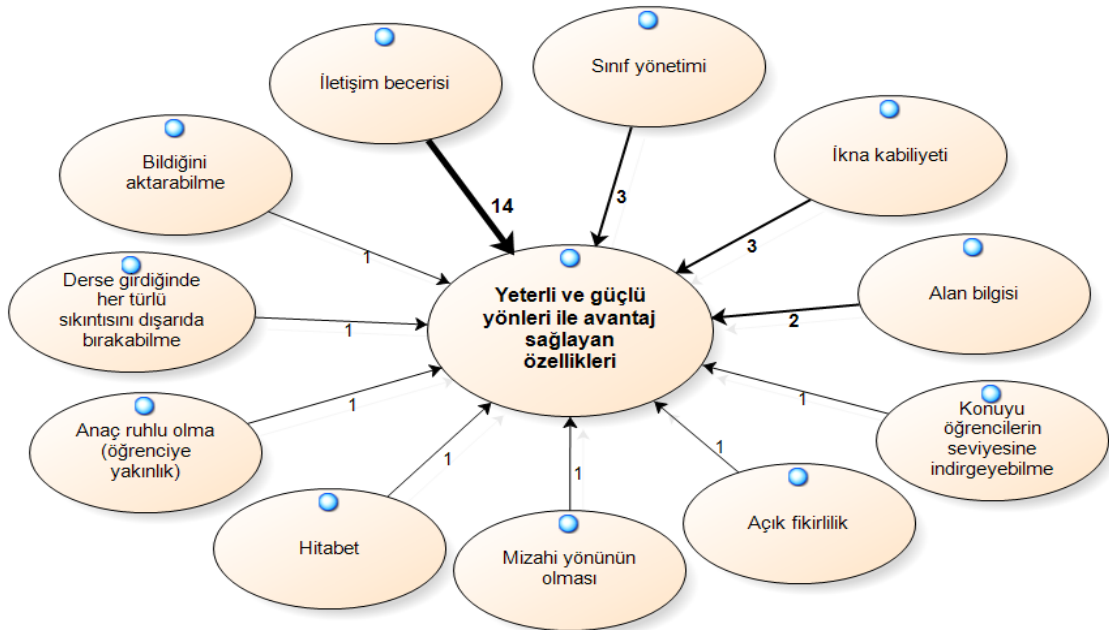 İletişim becerisi
Sınıf yönetimi
İkna kabiliyeti
Bildiğini
aktarabilme
14
3
3
1
Derse girdiğinde
her türlü
sıkıntısını dışarıda
bırakabilme
1
Yeterli ve güçlü
yönleri ile avantaj
sağlayan
özellikleri
2
Alan bilgisi
Anaç ruhlu olma
(öğrenciye
yakınlık)
1
1
Konuyu
öğrencilerin
seviyesine
indirgeyebilme
Hitabet
1
Mizahi yönünün
olması
1
1
Açık fikirlilik